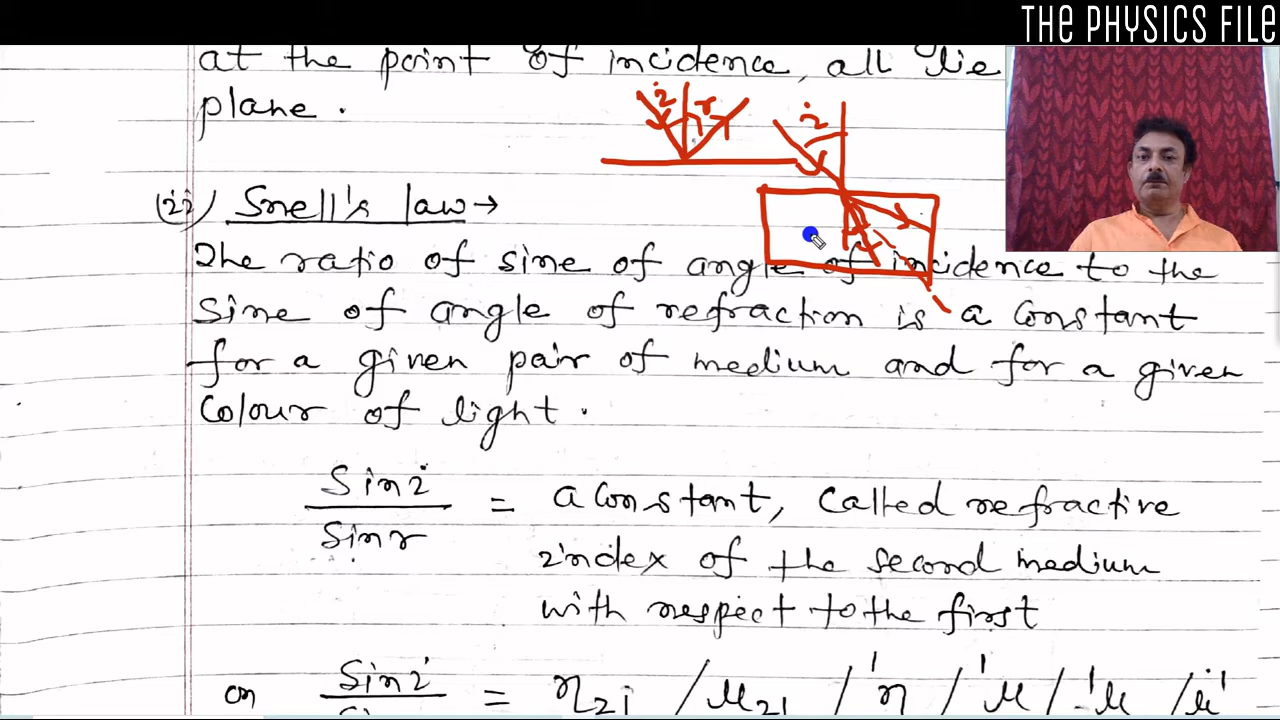 THE PHYSICS FILE
at the point of incidence, all lie
plane.
i r i
(ii) Snell's law →
The ratio of sine of angle of incidence to the
sine of angle of refraction is a constant
for a given pair of medium and for a given
colour of light.
Sin i
Sin r
= a constant, called refractive
index of the second medium
with respect to the first
or Sin i = η21 / μ21 /